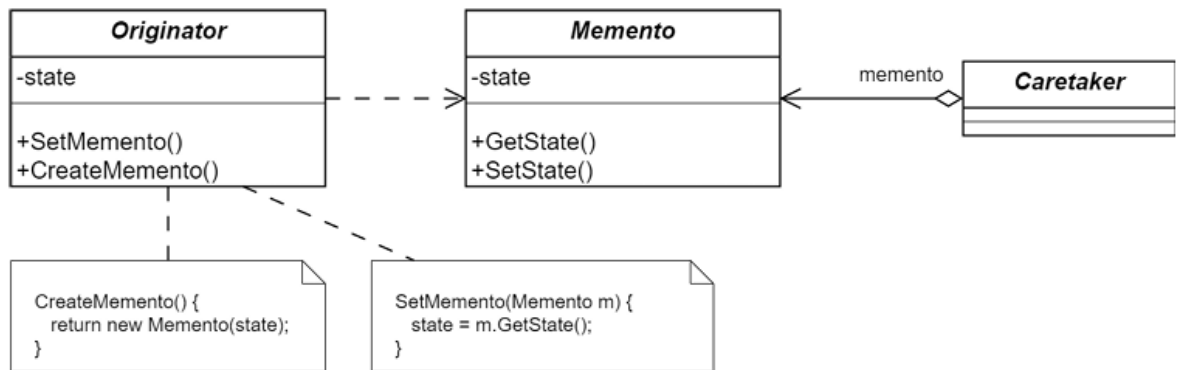 Originator
-state
+SetMemento()
+CreateMemento()
Memento
-state
+GetState()
+SetState()
memento
Caretaker
CreateMemento() {
return new Memento(state);
}
SetMemento(Memento m) {
state = m.GetState();
}